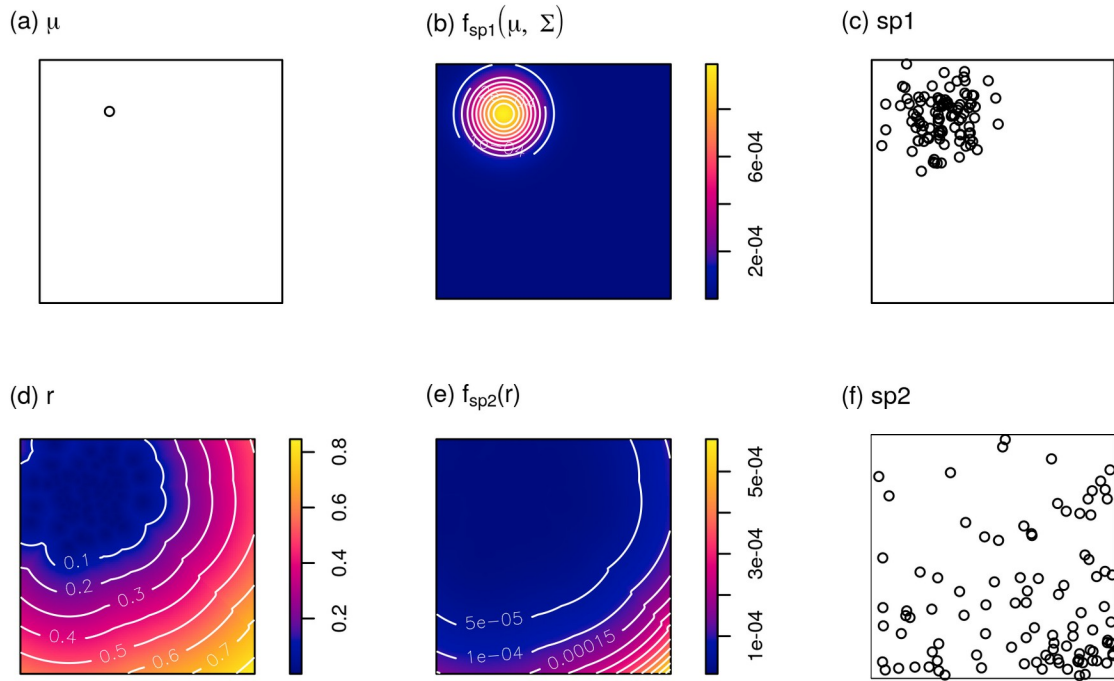 (a) μ
(b) f_sp1(μ, Σ)
(c) sp1
2e-04
6e-04
(d) r
(e) f_sp2(r)
(f) sp2
0.1
0.2
0.3
0.4
0.5
0.6
0.7
0.2
0.4
0.6
0.8
5e-05
1e-04
0.00015
1e-04
3e-04
5e-04